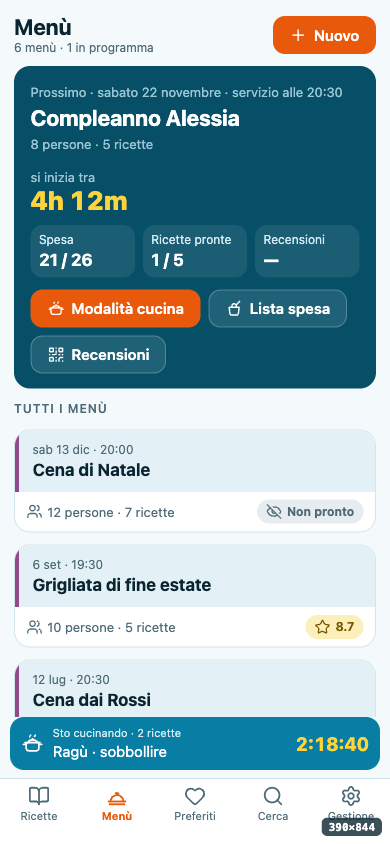 Menù
6 menù · 1 in programma
Nuovo
Prossimo · sabato 22 novembre · servizio alle 20:30
Compleanno Alessia
8 persone · 5 ricette
si inizia tra
4h 12m
Spesa
21 / 26
Ricette pronte
1 / 5
Recensioni
—
Modalità cucina
Lista spesa
Recensioni
TUTTI I MENÙ
sab 13 dic · 20:00
Cena di Natale
12 persone · 7 ricette
Non pronto
6 set · 19:30
Grigliata di fine estate
10 persone · 5 ricette
8.7
12 lug · 20:30
Cena dai Rossi
Sto cucinando · 2 ricette
Ragù · sobbollire
2:18:40
Ricette
Menù
Preferiti
Cerca
Gestione
390×844